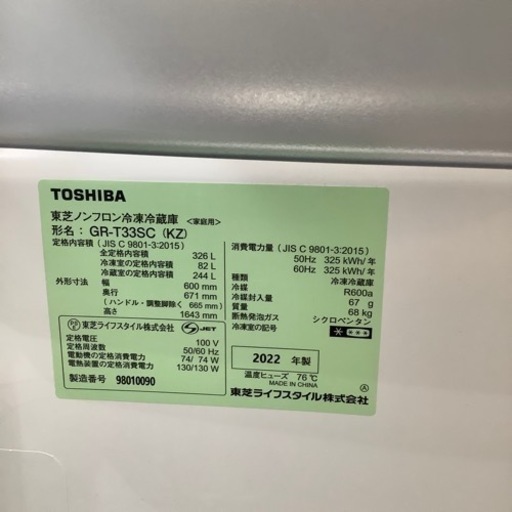 TOSHIBA
東芝ノンフロン冷凍冷蔵庫 <家庭用>
形名: GR-T33SC (KZ)
定格内容積 (JIS C 9801-3:2015)
全定格内容積 326 L
冷凍室の定格内容積 82 L
冷蔵室の定格内容積 244 L
外形寸法 幅 600 mm
奥行 671 mm
(ハンドル・調整脚除く 665 mm)
高さ 1643 mm
東芝ライフスタイル株式会社 JET
定格電圧 100 V
定格周波数 50/60 Hz
電動機の定格消費電力 74/ 74 W
電熱装置の定格消費電力 130/130 W
製造番号 98010090
消費電力量 (JIS C 9801-3:2015)
50Hz 325 kWh/年
60Hz 325 kWh/年
種類 冷凍冷蔵庫
冷媒 R600a
冷媒封入量 67 g
質量 68 kg
断熱発泡ガス シクロペンタン
冷凍室の記号
2022 年製
温度ヒューズ 76℃
MADE IN CHINA
A
東芝ライフスタイル株式会社